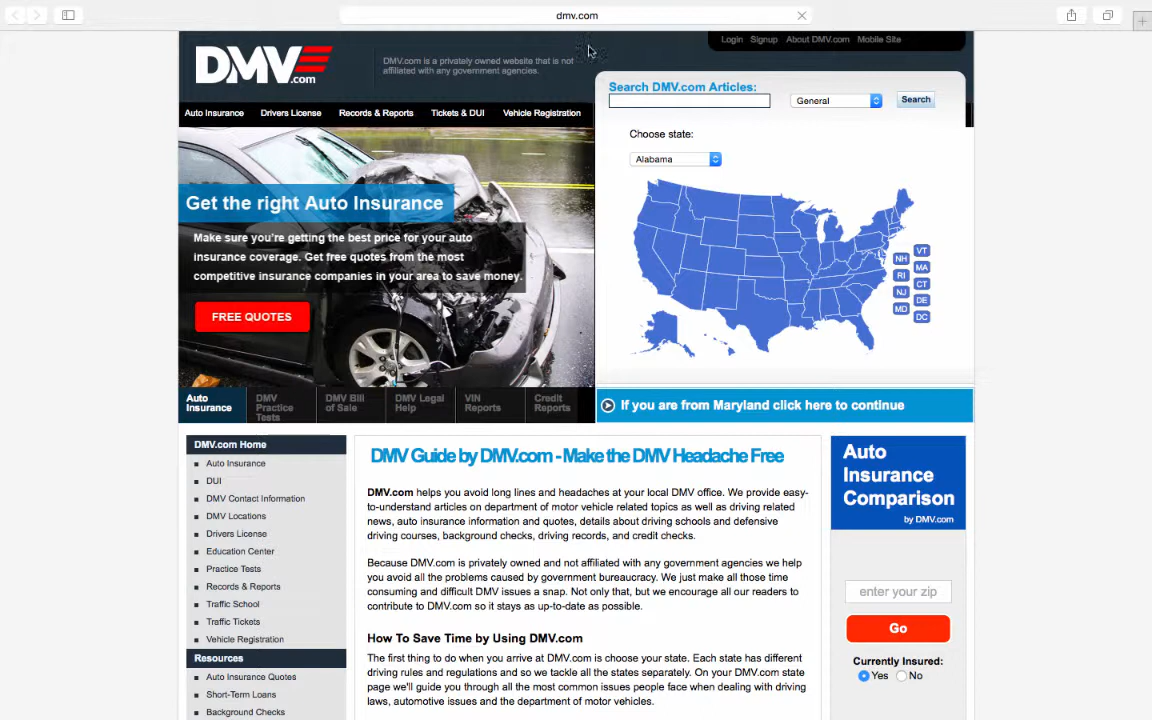 dmv.com
Login Signup About DMV.com Mobile Site
DMV.com
DMV.com is a privately owned website that is not
affiliated with any government agencies.
Search DMV.com Articles:
General
Search
Auto Insurance Drivers License Records & Reports Tickets & DUI Vehicle Registration
Choose state:
Alabama
Get the right Auto Insurance
Make sure you're getting the best price for your auto
insurance coverage. Get free quotes from the most
competitive insurance companies in your area to save money.
FREE QUOTES
VT
NH
MA
RI
CT
NJ
DE
MD
DC
Auto
Insurance
DMV
Practice
Tests
DMV Bill
of Sale
DMV Legal
Help
VIN
Reports
Credit
Reports
If you are from Maryland click here to continue
DMV.com Home
Auto Insurance
DUI
DMV Contact Information
DMV Locations
Drivers License
Education Center
Practice Tests
Records & Reports
Traffic School
Traffic Tickets
Vehicle Registration
Resources
Auto Insurance Quotes
Short-Term Loans
Background Checks
DMV Guide by DMV.com - Make the DMV Headache Free
DMV.com helps you avoid long lines and headaches at your local DMV office. We provide easy-
to-understand articles on department of motor vehicle related topics as well as driving related
news, auto insurance information and quotes, details about driving schools and defensive
driving courses, background checks, driving records, and credit checks.
Because DMV.com is privately owned and not affiliated with any government agencies we help
you avoid all the problems caused by government bureaucracy. We just make all those time
consuming and difficult DMV issues a snap. Not only that, but we encourage all our readers to
contribute to DMV.com so it stays as up-to-date as possible.
How To Save Time by Using DMV.com
The first thing to do when you arrive at DMV.com is choose your state. Each state has different
driving rules and regulations and so we tackle all the states separately. On your DMV.com state
page we'll guide you through all the most common issues people face when dealing with driving
laws, automotive issues and the department of motor vehicles.
Auto
Insurance
Comparison
by DMV.com
enter your zip
Go
Currently Insured:
Yes No